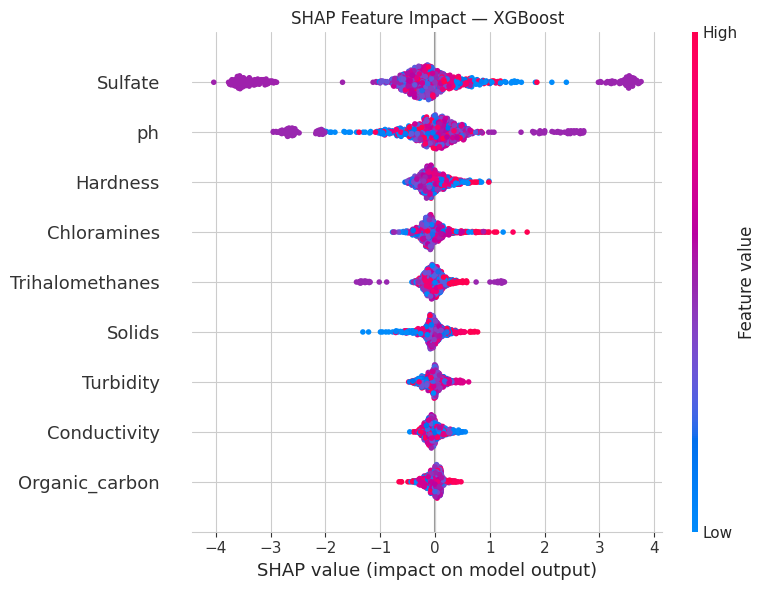 SHAP Feature Impact — XGBoost
High
Sulfate
ph
Hardness
Chloramines
Trihalomethanes
Solids
Turbidity
Conductivity
Organic_carbon
Feature value
Low
−4 −3 −2 −1 0 1 2 3 4
SHAP value (impact on model output)